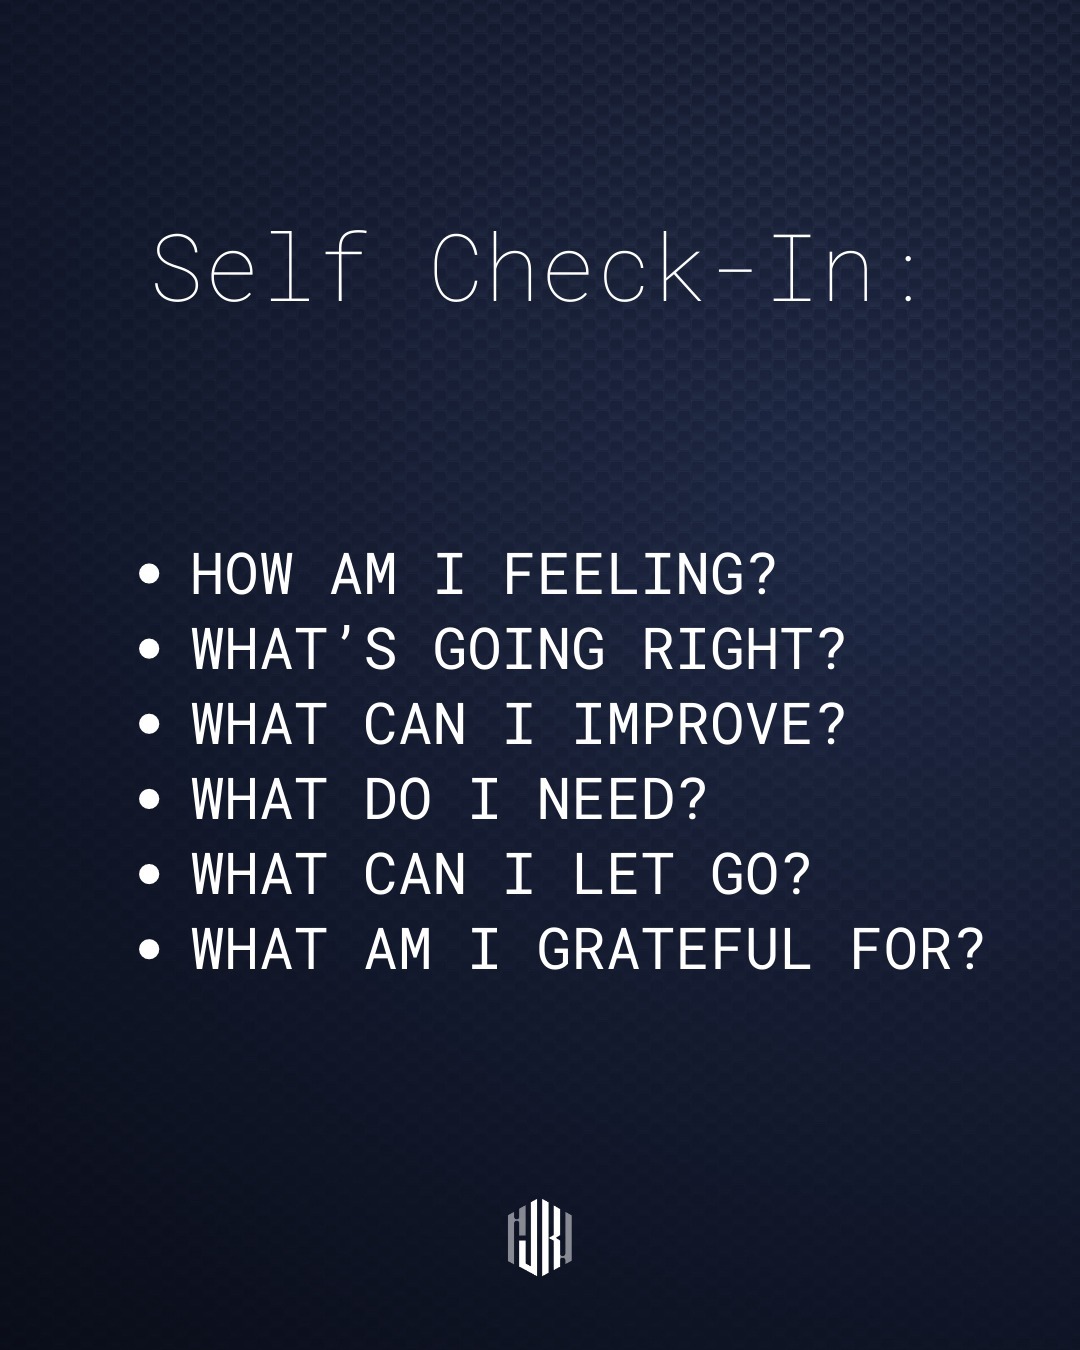 Self Check-In:
• HOW AM I FEELING?
• WHAT’S GOING RIGHT?
• WHAT CAN I IMPROVE?
• WHAT DO I NEED?
• WHAT CAN I LET GO?
• WHAT AM I GRATEFUL FOR?